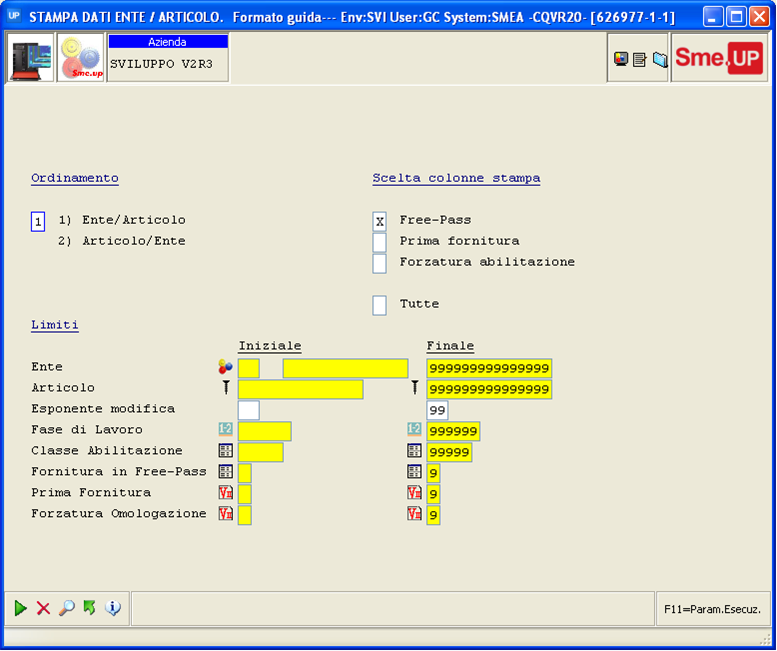 UP STAMPA DATI ENTE / ARTICOLO. Formato guida--- Env:SVI User:GC System:SMEA -CQVR20- [626977-1-1]
Sme.up
Azienda
SVILUPPO V2R3
Sme.UP
Ordinamento
1 1) Ente/Articolo
2) Articolo/Ente
Scelta colonne stampa
X Free-Pass
Prima fornitura
Forzatura abilitazione
Tutte
Limiti
Iniziale Finale
Ente 999999999999999
Articolo 999999999999999
Esponente modifica 99
Fase di Lavoro 999999
Classe Abilitazione 99999
Fornitura in Free-Pass 9
Prima Fornitura 9
Forzatura Omologazione 9
F11=Param.Esecuz.